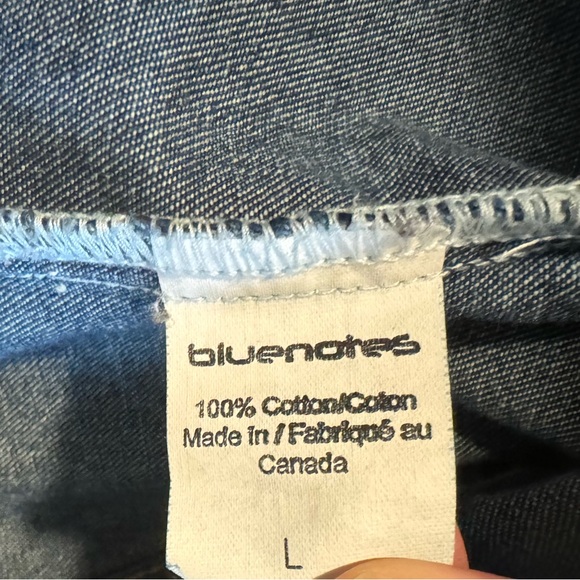 bluenotes
100% Cotton/Coton
Made in / Fabriqué au
Canada
L